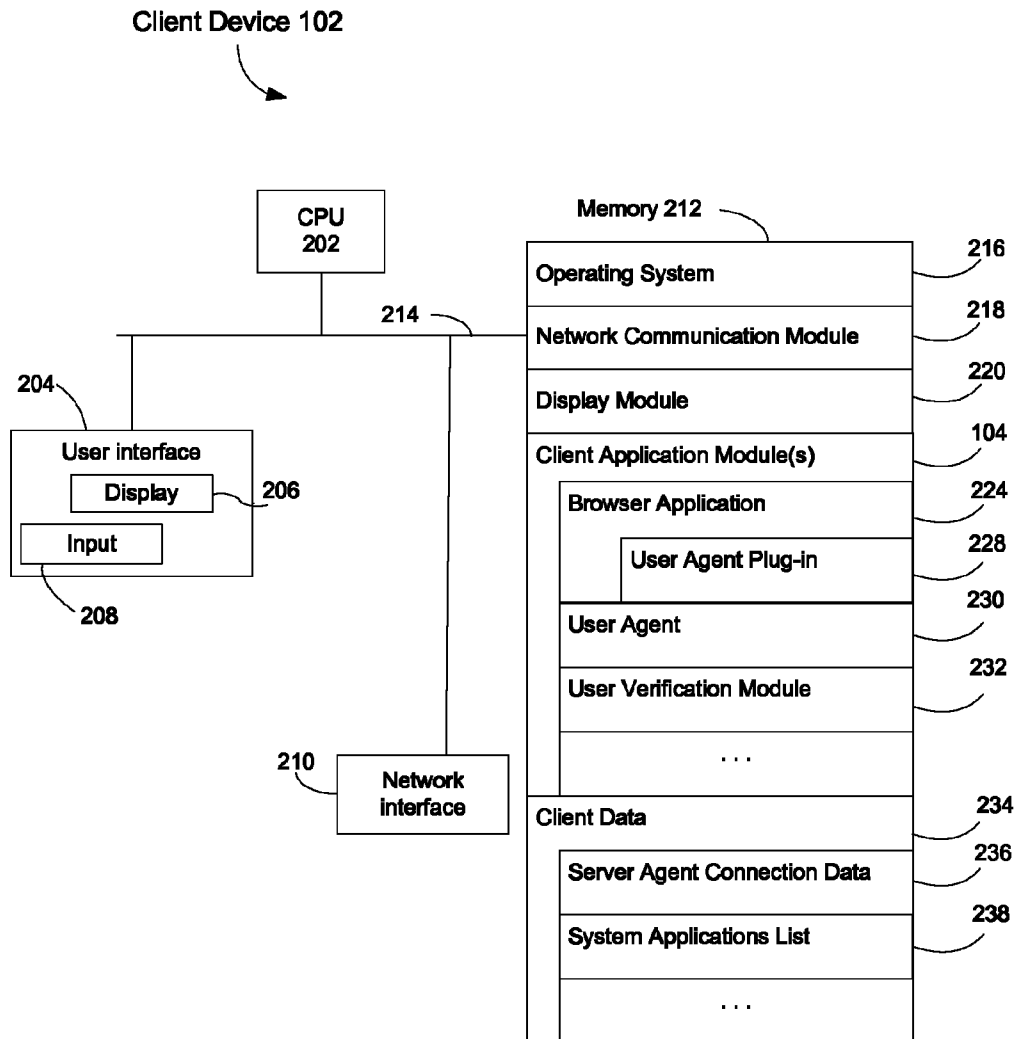 Client Device 102
CPU
202
Memory 212
Operating System
216
214
Network Communication Module
218
Display Module
220
204
User interface
Display
206
Input
208
Client Application Module(s)
104
Browser Application
224
User Agent Plug-in
228
User Agent
230
User Verification Module
232
. . .
210
Network
interface
Client Data
234
Server Agent Connection Data
236
System Applications List
238
. . .